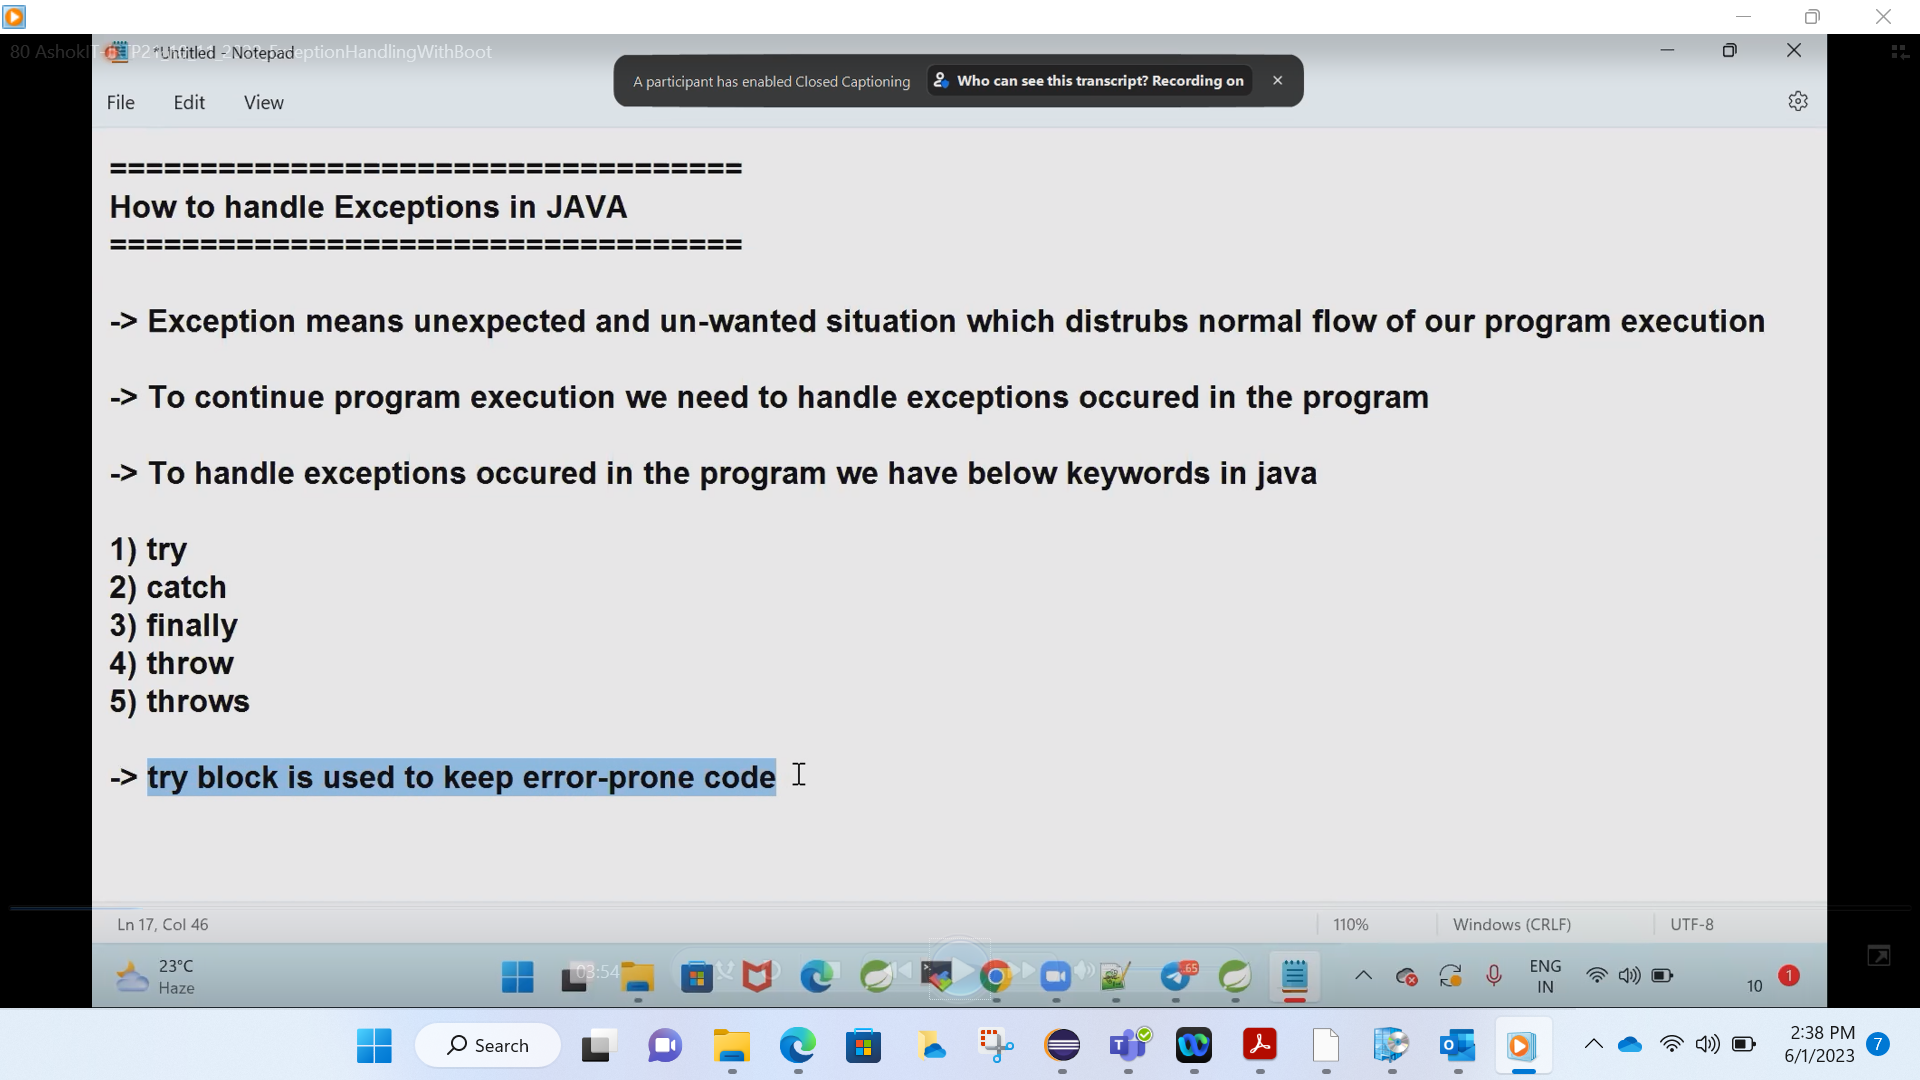 80 AshokIT-
*Untitled - Notepad
ExceptionHandlingWithBoot
A participant has enabled Closed Captioning
Who can see this transcript? Recording on
File
Edit
View
===================================
How to handle Exceptions in JAVA
===================================
-> Exception means unexpected and un-wanted situation which distrubs normal flow of our program execution
-> To continue program execution we need to handle exceptions occured in the program
-> To handle exceptions occured in the program we have below keywords in java
1) try
2) catch
3) finally
4) throw
5) throws
-> try block is used to keep error-prone code
Ln 17, Col 46
110%
Windows (CRLF)
UTF-8
23°C
Haze
03:54
65
ENG
IN
10
1
Search
2:38 PM
6/1/2023
7